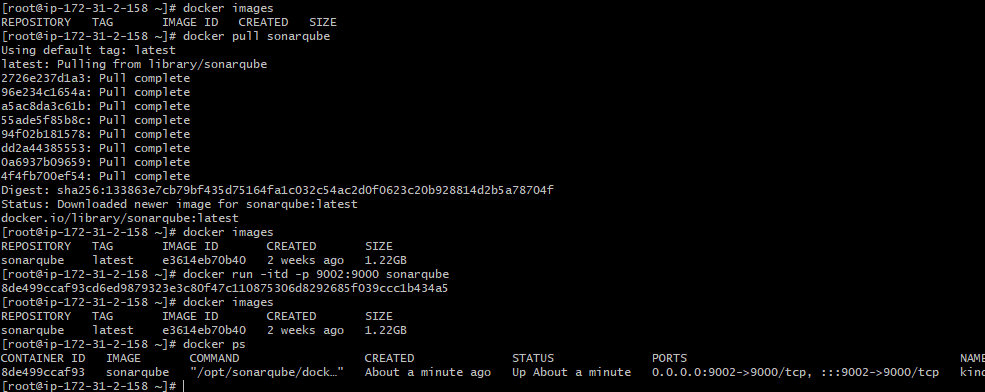 [root@ip-172-31-2-158 ~]# docker images
REPOSITORY TAG IMAGE ID CREATED SIZE
[root@ip-172-31-2-158 ~]# docker pull sonarqube
Using default tag: latest
latest: Pulling from library/sonarqube
2726e237d1a3: Pull complete
96e234c1654a: Pull complete
a5ac8da3c61b: Pull complete
55ade5f85b8c: Pull complete
94f02b181578: Pull complete
dd2a44385553: Pull complete
0a6937b09659: Pull complete
4f4fb700ef54: Pull complete
Digest: sha256:133863e7cb79bf435d75164fa1c032c54ac2d0f0623c20b928814d2b5a78704f
Status: Downloaded newer image for sonarqube:latest
docker.io/library/sonarqube:latest
[root@ip-172-31-2-158 ~]# docker images
REPOSITORY TAG IMAGE ID CREATED SIZE
sonarqube latest e3614eb70b40 2 weeks ago 1.22GB
[root@ip-172-31-2-158 ~]# docker run -itd -p 9002:9000 sonarqube
8de499ccaf93cd6ed9879323e3c80f47c110875306d8292685f039ccc1b434a5
[root@ip-172-31-2-158 ~]# docker images
REPOSITORY TAG IMAGE ID CREATED SIZE
sonarqube latest e3614eb70b40 2 weeks ago 1.22GB
[root@ip-172-31-2-158 ~]# docker ps
CONTAINER ID IMAGE COMMAND CREATED STATUS PORTS NAME
8de499ccaf93 sonarqube "/opt/sonarqube/dock…" About a minute ago Up About a minute 0.0.0.0:9002->9000/tcp, :::9002->9000/tcp kind
[root@ip-172-31-2-158 ~]#